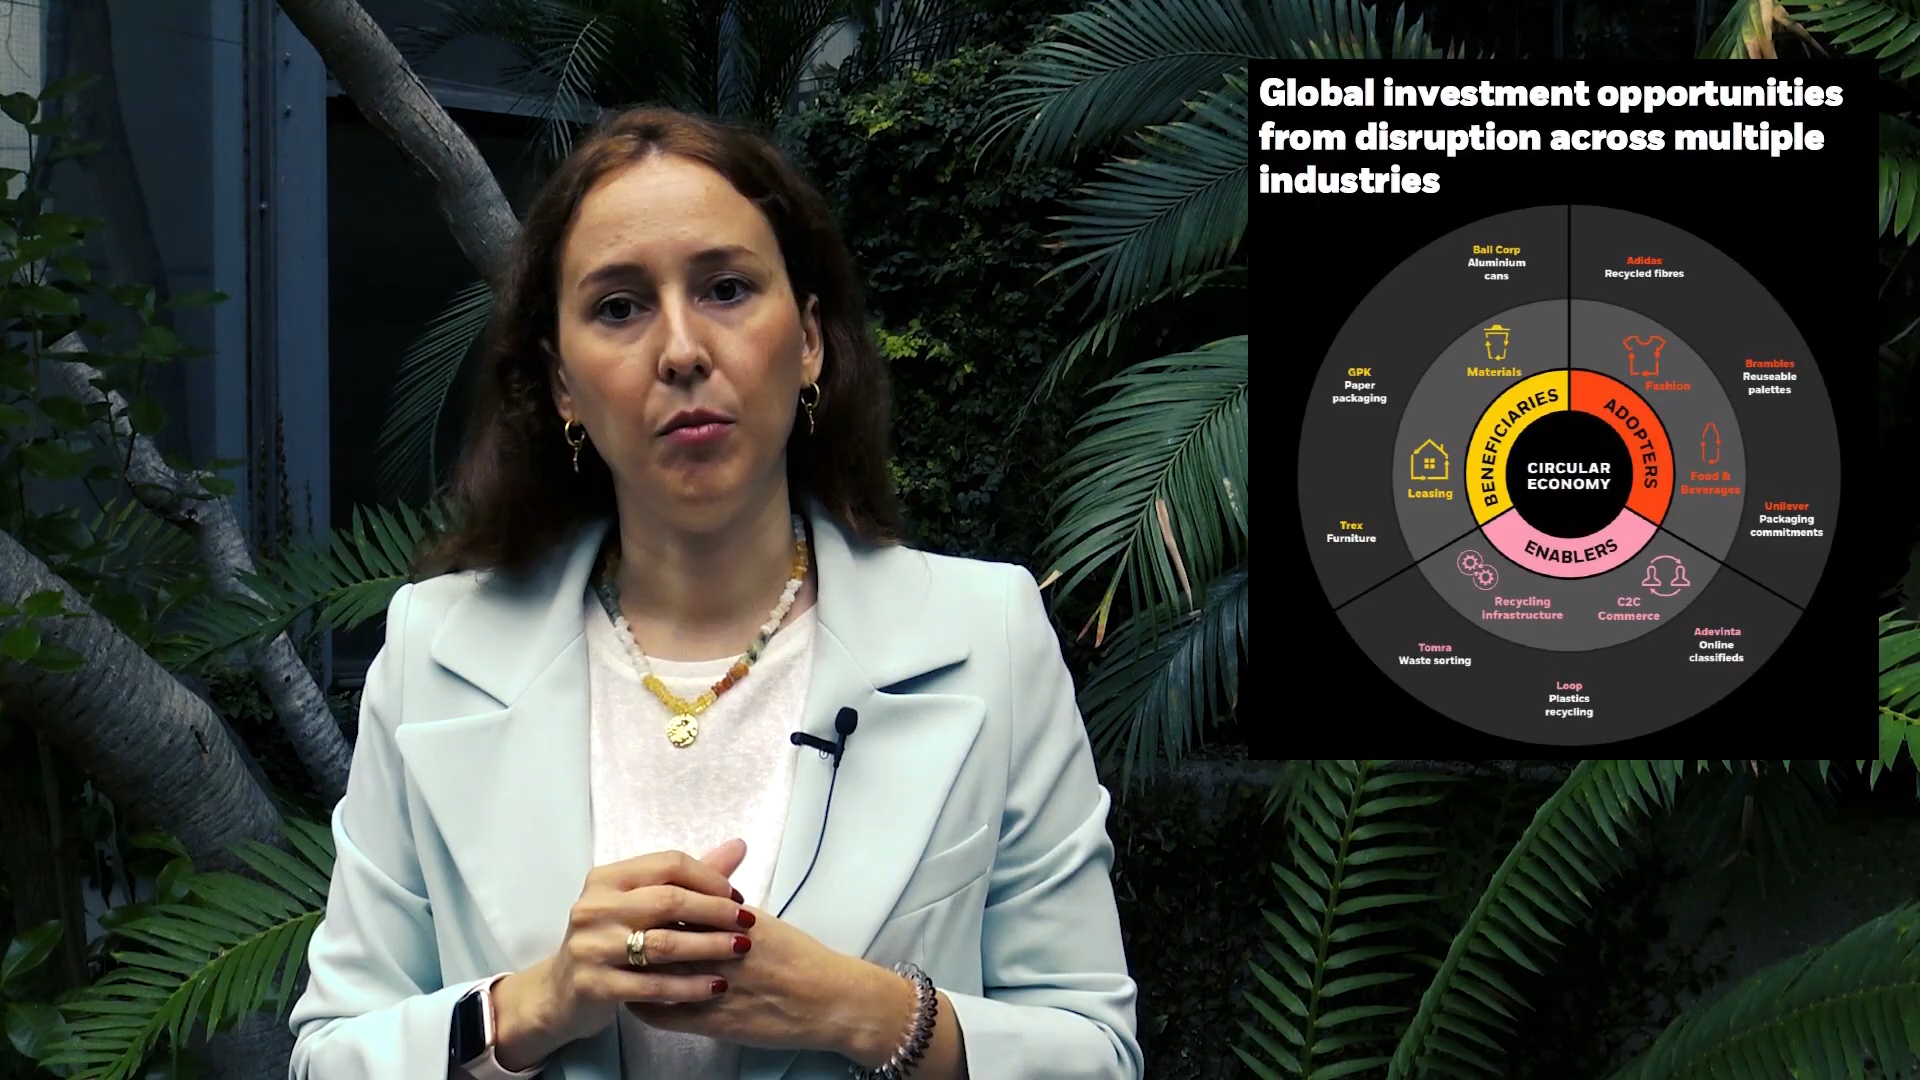 Global investment opportunities
from disruption across multiple
industries
Ball Corp
Aluminium
cans
Adidas
Recycled fibres
Materials
Fashion
GPK
Paper
packaging
Brambles
Reuseable
palettes
BENEFICIARIES
ADOPTERS
CIRCULAR
ECONOMY
Leasing
Food &
Beverages
Trex
Furniture
Unilever
Packaging
commitments
ENABLERS
Recycling
infrastructure
C2C
Commerce
Tomra
Waste sorting
Adevinta
Online
classifieds
Loop
Plastics
recycling